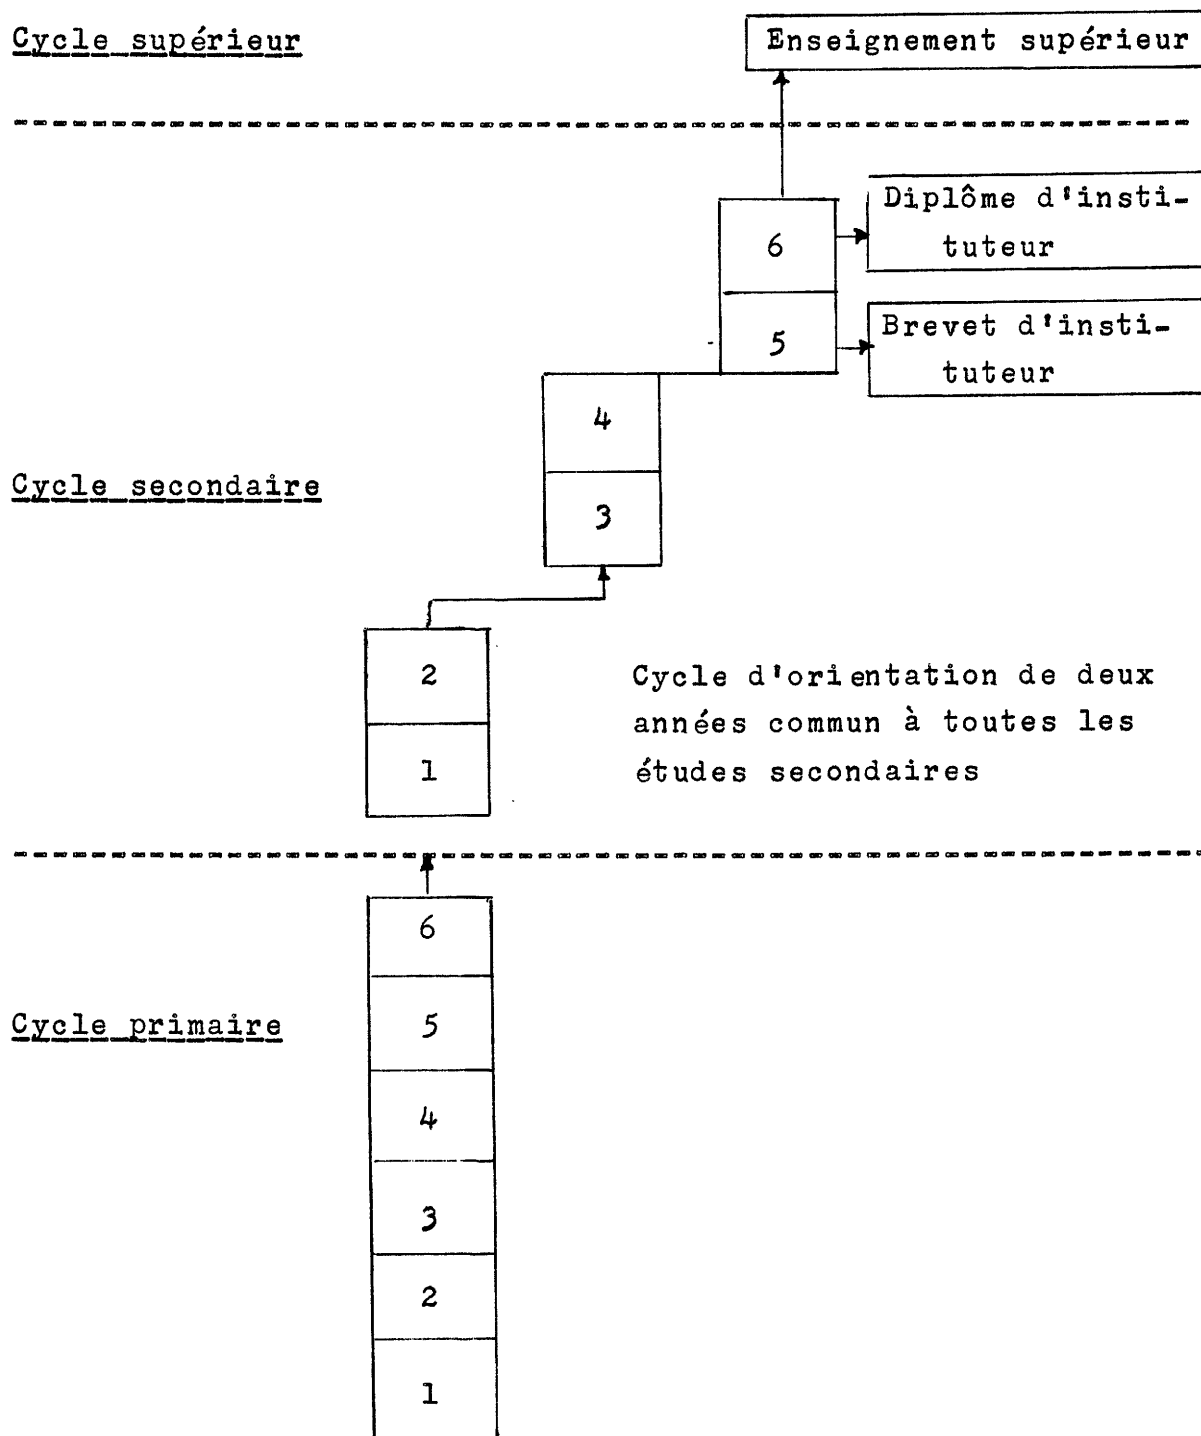 Cycle supérieur
Enseignement supérieur
6
Diplôme d'insti-
tuteur
5
Brevet d'insti-
tuteur
4
Cycle secondaire
3
2
Cycle d'orientation de deux
années commun à toutes les
études secondaires
1
6
Cycle primaire
5
4
3
2
1